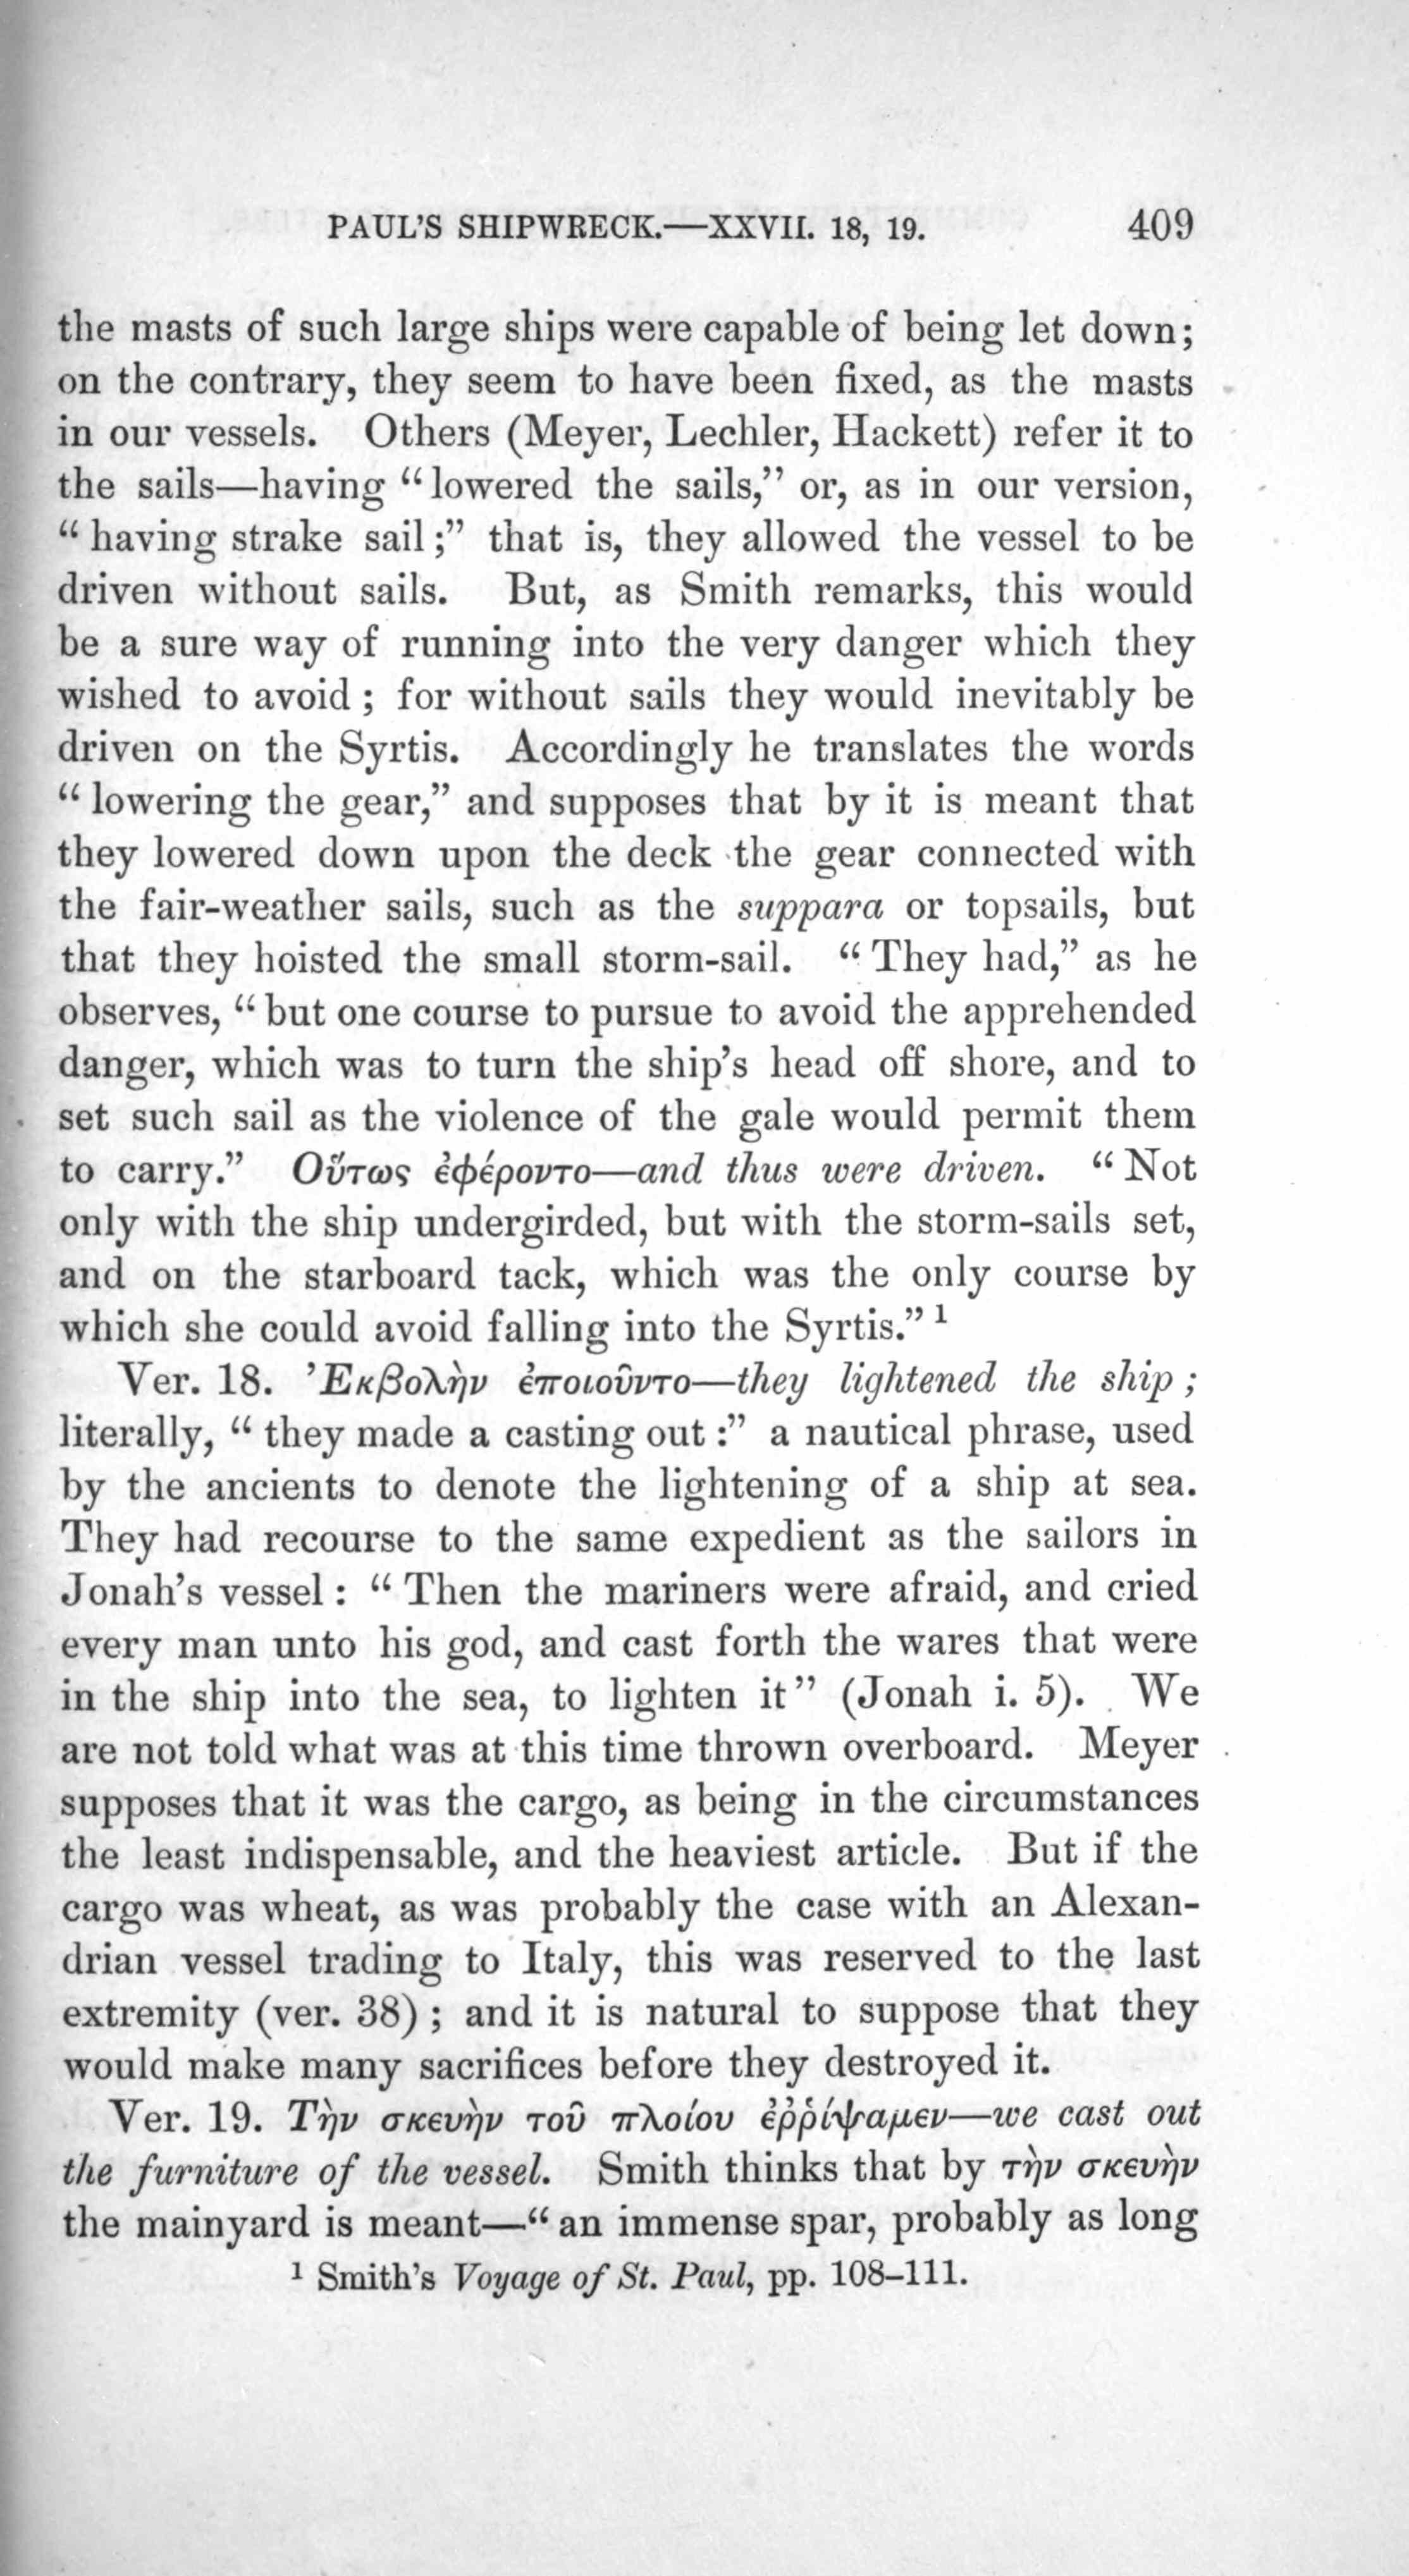 PAUL'S SHIPWRECK.—XXVII. 18, 19. 409
the masts of such large ships were capable of being let down;
on the contrary, they seem to have been fixed, as the masts
in our vessels. Others (Meyer, Lechler, Hackett) refer it to
the sails—having “lowered the sails,” or, as in our version,
“having strake sail;” that is, they allowed the vessel to be
driven without sails. But, as Smith remarks, this would
be a sure way of running into the very danger which they
wished to avoid; for without sails they would inevitably be
driven on the Syrtis. Accordingly he translates the words
“lowering the gear,” and supposes that by it is meant that
they lowered down upon the deck the gear connected with
the fair-weather sails, such as the suppara or topsails, but
that they hoisted the small storm-sail. “They had,” as he
observes, “but one course to pursue to avoid the apprehended
danger, which was to turn the ship's head off shore, and to
set such sail as the violence of the gale would permit them
to carry.” Οὕτως ἐφέροντο—and thus were driven. “Not
only with the ship undergirded, but with the storm-sails set,
and on the starboard tack, which was the only course by
which she could avoid falling into the Syrtis.” 1
Ver. 18. Ἐκβολὴν ἐποιοῦντο—they lightened the ship;
literally, “they made a casting out:” a nautical phrase, used
by the ancients to denote the lightening of a ship at sea.
They had recourse to the same expedient as the sailors in
Jonah's vessel: “Then the mariners were afraid, and cried
every man unto his god, and cast forth the wares that were
in the ship into the sea, to lighten it” (Jonah i. 5). We
are not told what was at this time thrown overboard. Meyer
supposes that it was the cargo, as being in the circumstances
the least indispensable, and the heaviest article. But if the
cargo was wheat, as was probably the case with an Alexan-
drian vessel trading to Italy, this was reserved to the last
extremity (ver. 38); and it is natural to suppose that they
would make many sacrifices before they destroyed it.
Ver. 19. Τὴν σκευὴν τοῦ πλοίου ἐῤῥίψαμεν—we cast out
the furniture of the vessel. Smith thinks that by τὴν σκευὴν
the mainyard is meant—“an immense spar, probably as long
1 Smith's Voyage of St. Paul, pp. 108–111.